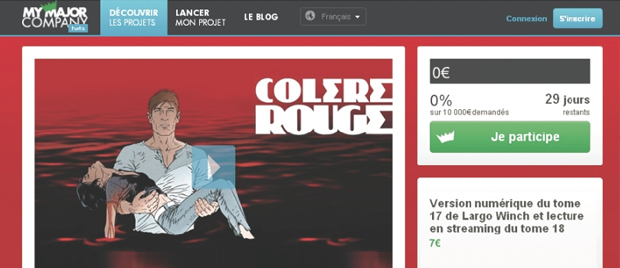 MY MAJOR COMPANY
beta
DÉCOUVRIR
LES PROJETS
LANCER
MON PROJET
LE BLOG
Français
Connexion
S'inscrire
COLERE
ROUGE
0€
0%
sur 10 000€ demandés
29 jours
restants
Je participe
Version numérique du tome
17 de Largo Winch et lecture
en streaming du tome 18
7€